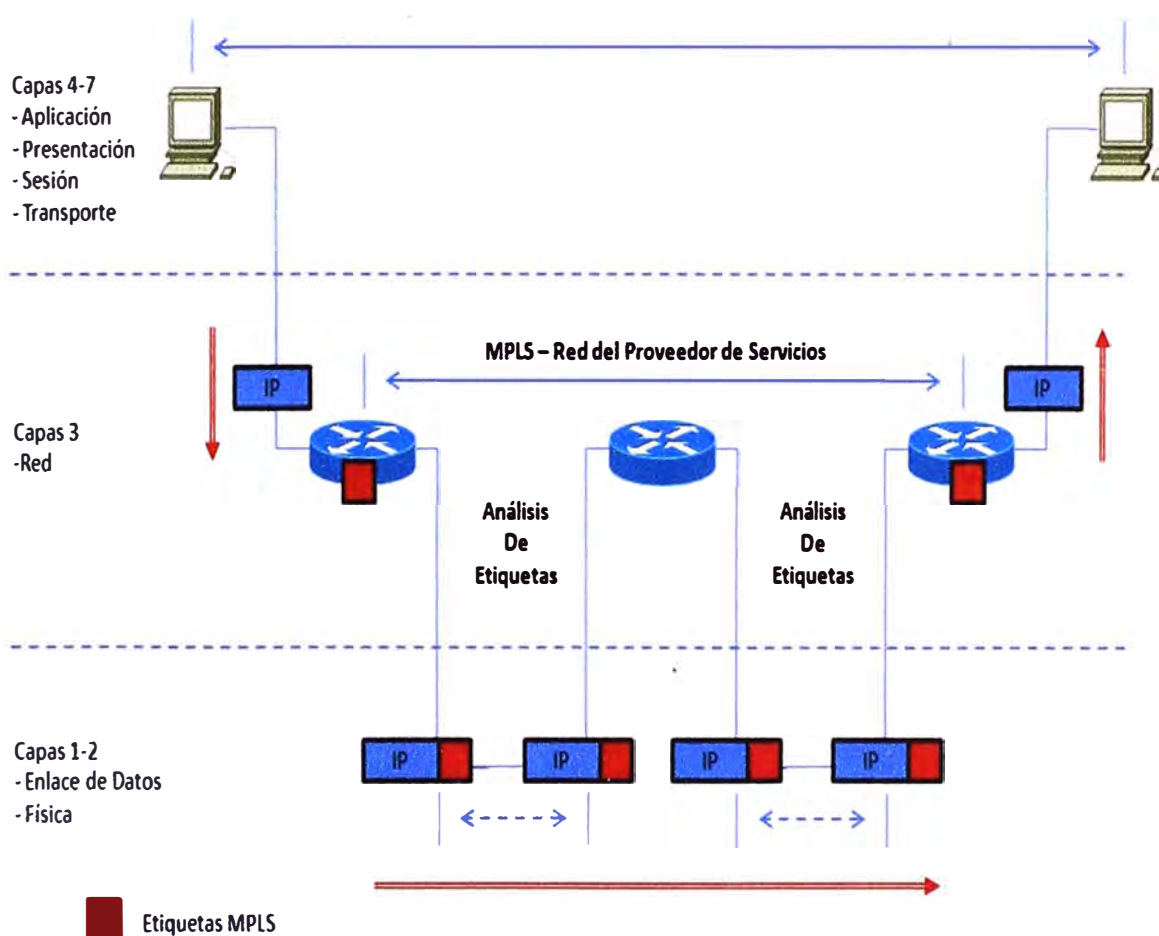 Capas 4-7
- Aplicación
- Presentación
- Sesión
- Transporte
MPLS – Red del Proveedor de Servicios
IP
IP
Capas 3
-Red
Análisis
De
Etiquetas
Análisis
De
Etiquetas
Capas 1-2
- Enlace de Datos
- Física
IP
IP
IP
IP
Etiquetas MPLS